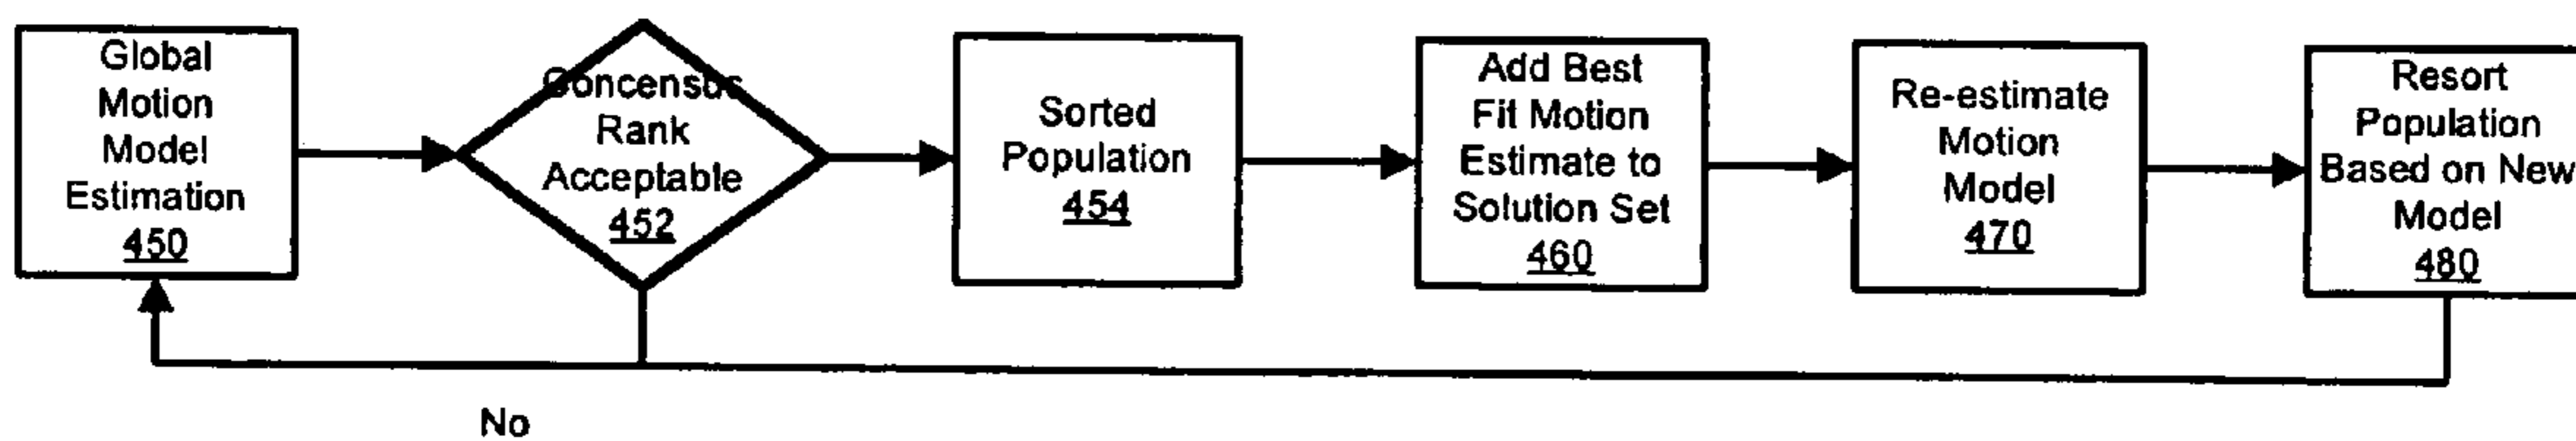 Global
Motion
Model
Estimation
450
Concensus
Rank
Acceptable
452
Sorted
Population
454
Add Best
Fit Motion
Estimate to
Solution Set
460
Re-estimate
Motion
Model
470
Resort
Population
Based on New
Model
480
No